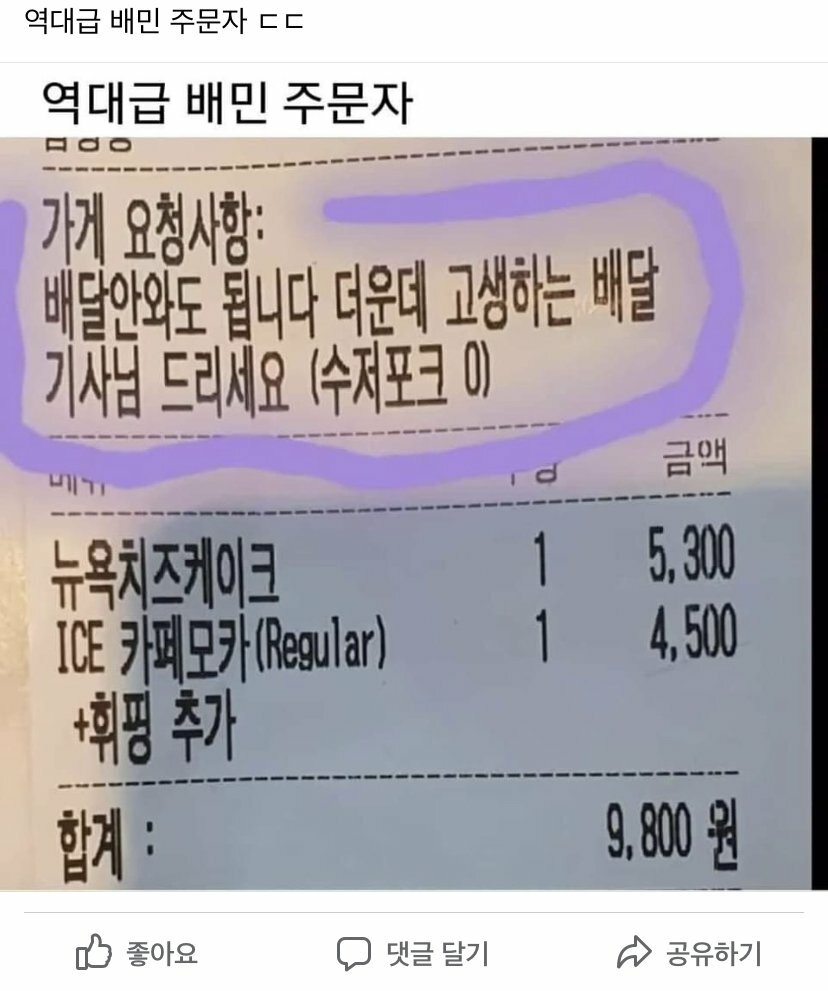 역대급 배민 주문자 ㄷㄷ
역대급 배민 주문자
가게 요청사항:
배달안와도 됩니다 더운데 고생하는 배달
기사님 드리세요 (수저포크 0)
금액
뉴욕치즈케이크 1 5,300
ICE 카페모카(Regular) 1 4,500
+휘핑 추가
합계 : 9,800 원
좋아요 댓글 달기 공유하기